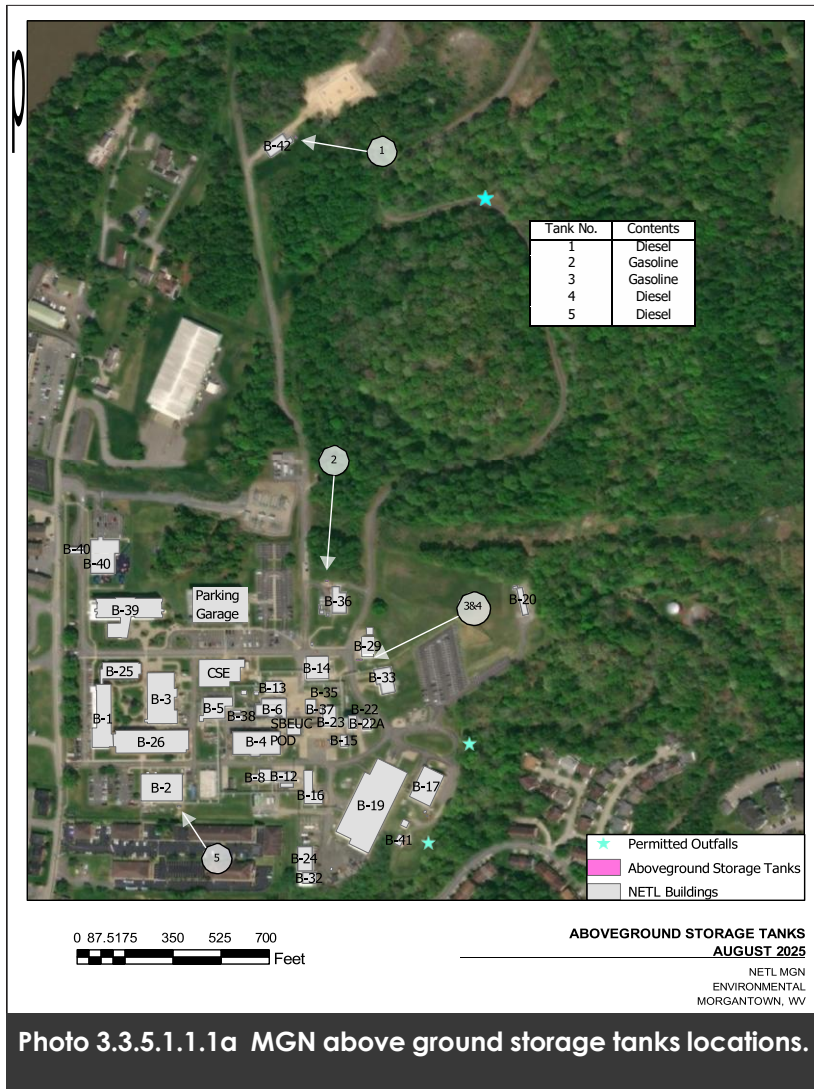 p
B-42
1
Tank No. Contents
1 Diesel
2 Gasoline
3 Gasoline
4 Diesel
5 Diesel
2
B-40
B-40
B-39
Parking
Garage
B-36
3&4
B-20
B-29
B-14
B-33
B-25
CSE
B-13
B-35
B-3
B-1
B-5
B-38
B-6
B-37
B-22
SBEUC
B-23
B-22A
B-26
B-4
POD
B-15
B-8
B-12
B-2
B-16
B-17
B-19
B-41
5
B-24
B-32
Permitted Outfalls
Aboveground Storage Tanks
NETL Buildings
0 87.5175 350 525 700
Feet
ABOVEGROUND STORAGE TANKS
AUGUST 2025
NETL MGN
ENVIRONMENTAL
MORGANTOWN, WV
Photo 3.3.5.1.1.1a MGN above ground storage tanks locations.